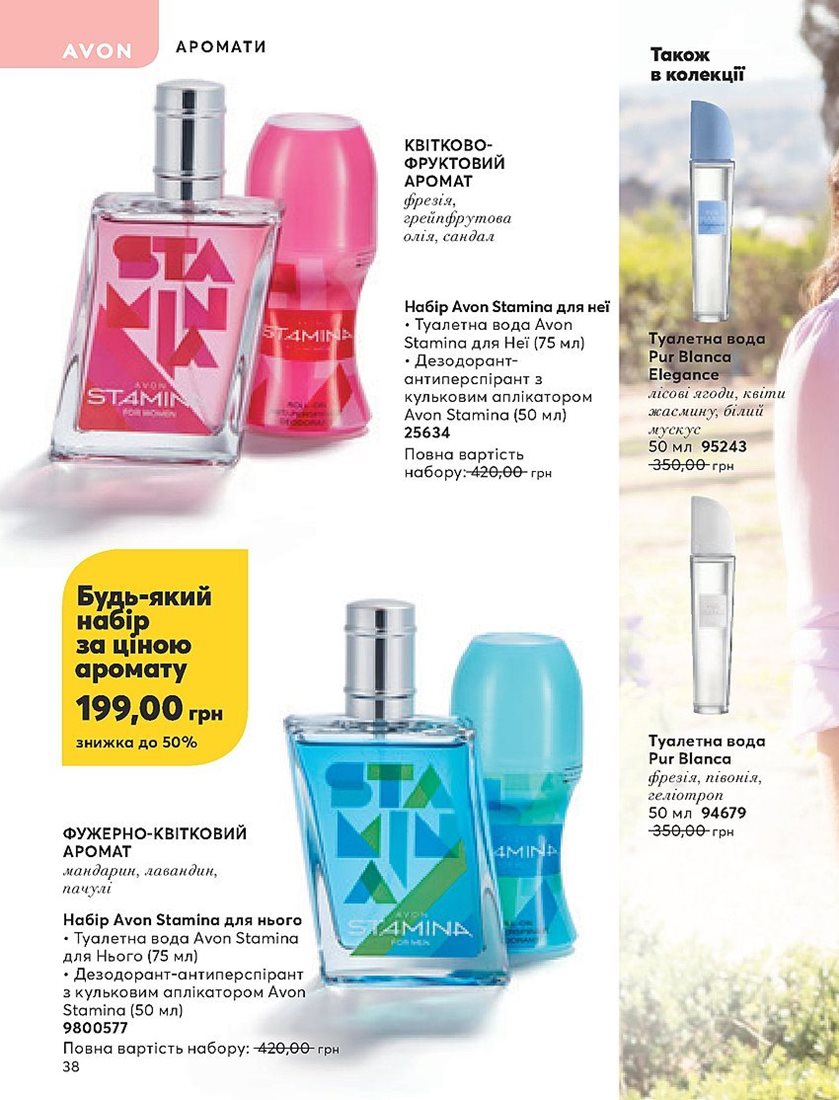 AVON
АРОМАТИ
КВІТКОВО-
ФРУКТОВИЙ
АРОМАТ
фрезія,
грейпфрутова
олія, сандал
Набір Avon Stamina для неї
• Туалетна вода Avon
Stamina для Неї (75 мл)
• Дезодорант-
антиперспірант з
кульковим аплікатором
Avon Stamina (50 мл)
25634
Повна вартість
набору: 420,00 грн
STAMINA
AVON
STAMINA
FOR WOMEN
STAMINA
ROLL-ON
DEODORANT
Будь-який
набір
за ціною
аромату
199,00 грн
знижка до 50%
STAMINA
AVON
STAMINA
FOR MEN
AMINA
ФУЖЕРНО-КВІТКОВИЙ
АРОМАТ
мандарин, лавандин,
пачулі
Набір Avon Stamina для нього
• Туалетна вода Avon Stamina
для Нього (75 мл)
• Дезодорант-антиперспірант
з кульковим аплікатором Avon
Stamina (50 мл)
9800577
Повна вартість набору: 420,00 грн
38
Також
в колекції
Туалетна вода
Pur Blanca
Elegance
лісові ягоди, квіти
жасмину, білий
мускус
50 мл 95243
350,00 грн
Туалетна вода
Pur Blanca
фрезія, півонія,
геліотроп
50 мл 94679
350,00 грн